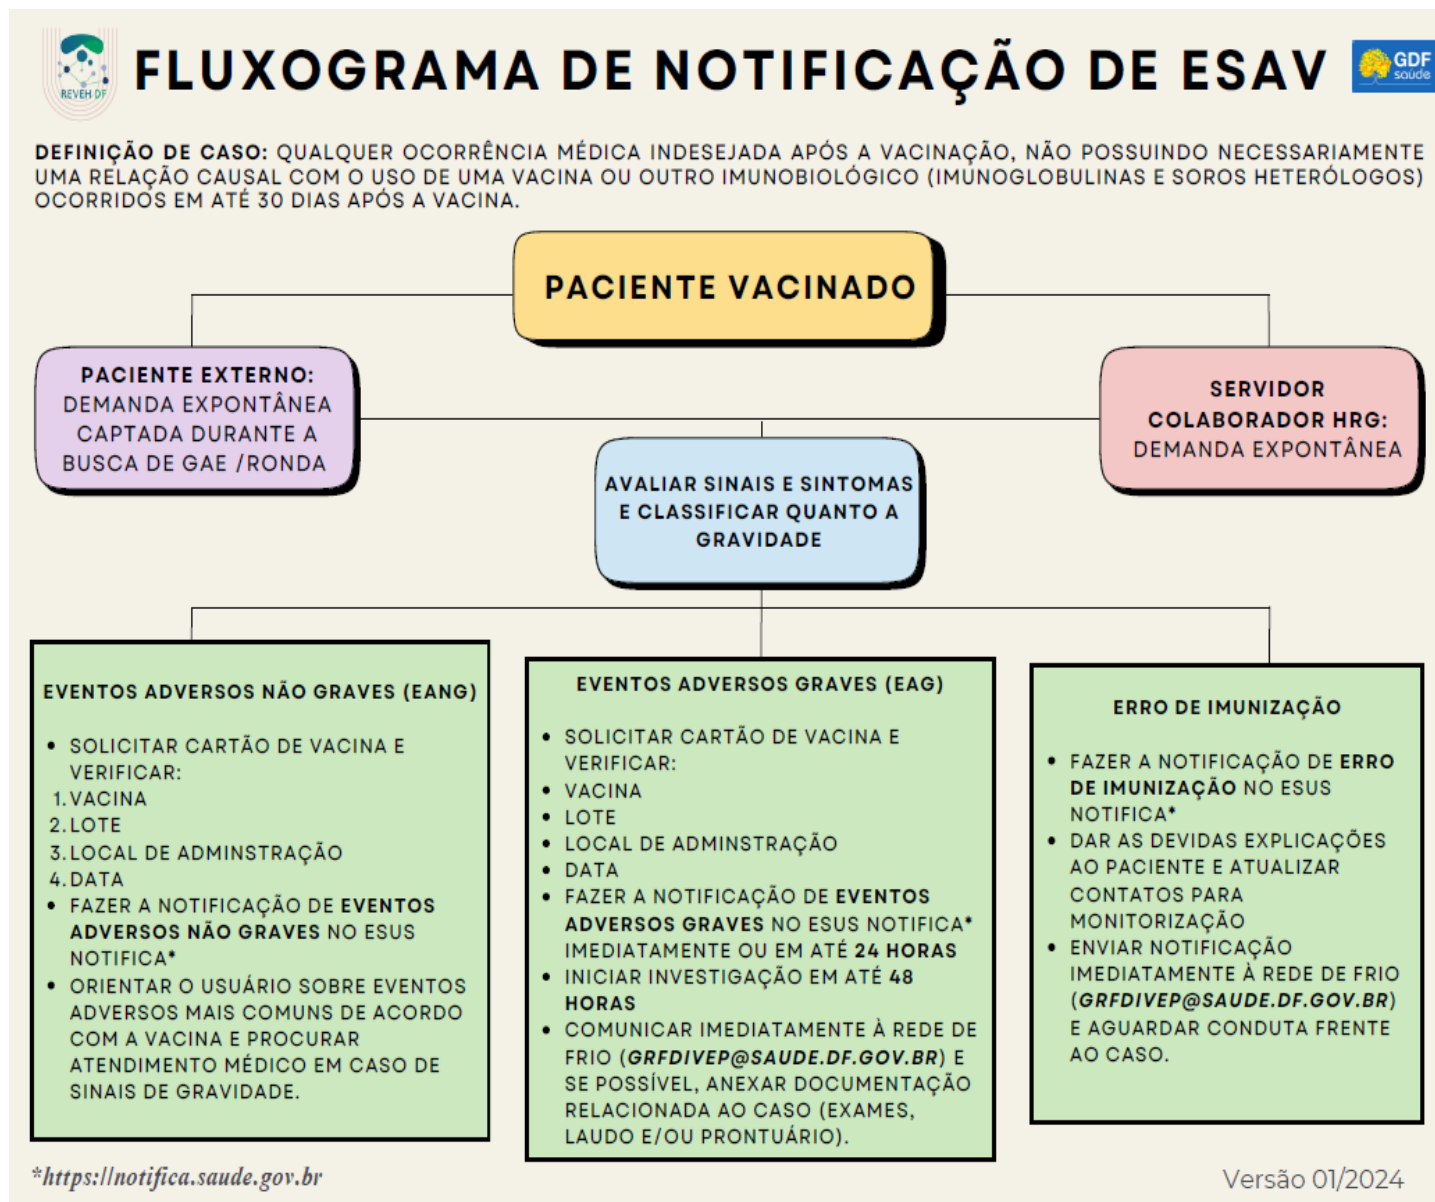 REVEH DF
FLUXOGRAMA DE NOTIFICAÇÃO DE ESAV
GDF
saúde
DEFINIÇÃO DE CASO: QUALQUER OCORRÊNCIA MÉDICA INDESEJADA APÓS A VACINAÇÃO, NÃO POSSUINDO NECESSARIAMENTE
UMA RELAÇÃO CAUSAL COM O USO DE UMA VACINA OU OUTRO IMUNOBIOLÓGICO (IMUNOGLOBULINAS E SOROS HETERÓLOGOS)
OCORRIDOS EM ATÉ 30 DIAS APÓS A VACINA.
PACIENTE VACINADO
PACIENTE EXTERNO:
DEMANDA EXPONTÂNEA
CAPTADA DURANTE A
BUSCA DE GAE /RONDA
SERVIDOR
COLABORADOR HRG:
DEMANDA EXPONTÂNEA
AVALIAR SINAIS E SINTOMAS
E CLASSIFICAR QUANTO A
GRAVIDADE
EVENTOS ADVERSOS NÃO GRAVES (EANG)
• SOLICITAR CARTÃO DE VACINA E
VERIFICAR:
1. VACINA
2. LOTE
3. LOCAL DE ADMINSTRAÇÃO
4. DATA
• FAZER A NOTIFICAÇÃO DE EVENTOS
ADVERSOS NÃO GRAVES NO ESUS
NOTIFICA*
• ORIENTAR O USUÁRIO SOBRE EVENTOS
ADVERSOS MAIS COMUNS DE ACORDO
COM A VACINA E PROCURAR
ATENDIMENTO MÉDICO EM CASO DE
SINAIS DE GRAVIDADE.
EVENTOS ADVERSOS GRAVES (EAG)
• SOLICITAR CARTÃO DE VACINA E
VERIFICAR:
• VACINA
• LOTE
• LOCAL DE ADMINSTRAÇÃO
• DATA
• FAZER A NOTIFICAÇÃO DE EVENTOS
ADVERSOS GRAVES NO ESUS NOTIFICA*
IMEDIATAMENTE OU EM ATÉ 24 HORAS
• INICIAR INVESTIGAÇÃO EM ATÉ 48
HORAS
• COMUNICAR IMEDIATAMENTE À REDE DE
FRIO (GRFDIVEP@SAUDE.DF.GOV.BR) E
SE POSSÍVEL, ANEXAR DOCUMENTAÇÃO
RELACIONADA AO CASO (EXAMES,
LAUDO E/OU PRONTUÁRIO).
ERRO DE IMUNIZAÇÃO
• FAZER A NOTIFICAÇÃO DE ERRO
DE IMUNIZAÇÃO NO ESUS
NOTIFICA*
• DAR AS DEVIDAS EXPLICAÇÕES
AO PACIENTE E ATUALIZAR
CONTATOS PARA
MONITORIZAÇÃO
• ENVIAR NOTIFICAÇÃO
IMEDIATAMENTE À REDE DE FRIO
(GRFDIVEP@SAUDE.DF.GOV.BR)
E AGUARDAR CONDUTA FRENTE
AO CASO.
*https://notifica.saude.gov.br
Versão 01/2024